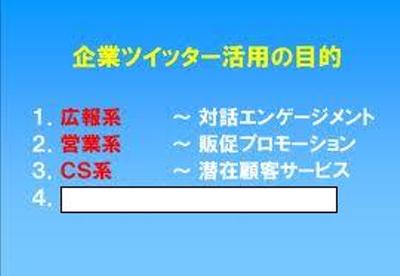 企業ツイッター活用の目的
1. 広報系 ～ 対話エンゲージメント
2. 営業系 ～ 販促プロモーション
3. CS系 ～ 潜在顧客サービス
4.